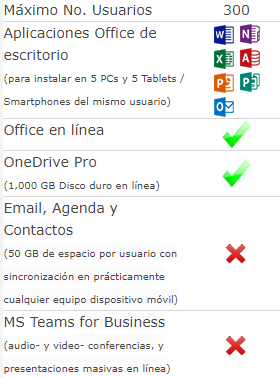 Máximo No. Usuarios 300
Aplicaciones Office de
escritorio
(para instalar en 5 PCs y 5 Tablets /
Smartphones del mismo usuario)
W N
X A
P P
O
Office en línea
OneDrive Pro
(1,000 GB Disco duro en línea)
Email, Agenda y
Contactos
(50 GB de espacio por usuario con
sincronización en prácticamente
cualquier equipo dispositivo móvil)
MS Teams for Business
(audio- y video- conferencias, y
presentaciones masivas en línea)